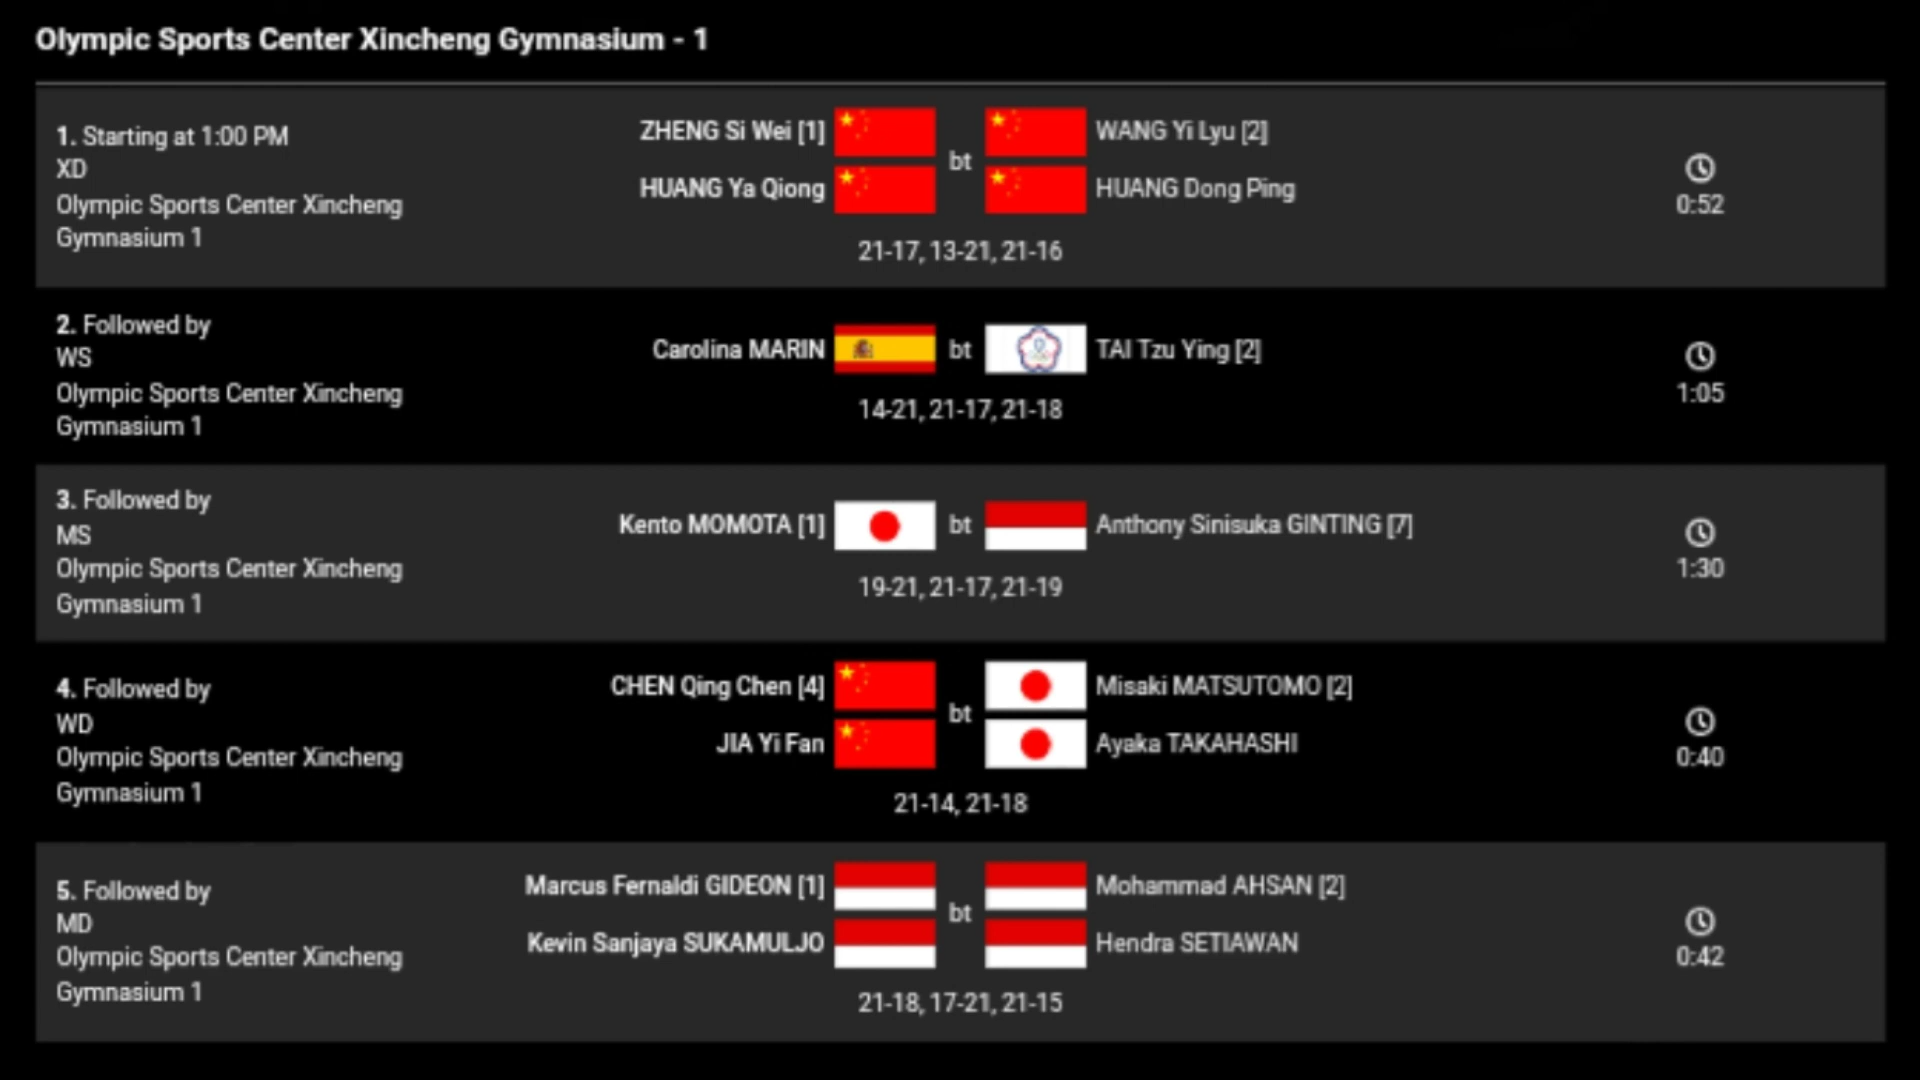 Olympic Sports Center Xincheng Gymnasium - 1
1. Starting at 1:00 PM
XD
Olympic Sports Center Xincheng
Gymnasium 1
ZHENG Si Wei [1]
HUANG Ya Qiong
bt
WANG Yi Lyu [2]
HUANG Dong Ping
21-17, 13-21, 21-16
0:52
2. Followed by
WS
Olympic Sports Center Xincheng
Gymnasium 1
Carolina MARIN
bt
TAI Tzu Ying [2]
14-21, 21-17, 21-18
1:05
3. Followed by
MS
Olympic Sports Center Xincheng
Gymnasium 1
Kento MOMOTA [1]
bt
Anthony Sinisuka GINTING [7]
19-21, 21-17, 21-19
1:30
4. Followed by
WD
Olympic Sports Center Xincheng
Gymnasium 1
CHEN Qing Chen [4]
JIA Yi Fan
bt
Misaki MATSUTOMO [2]
Ayaka TAKAHASHI
21-14, 21-18
0:40
5. Followed by
MD
Olympic Sports Center Xincheng
Gymnasium 1
Marcus Fernaldi GIDEON [1]
Kevin Sanjaya SUKAMULJO
bt
Mohammad AHSAN [2]
Hendra SETIAWAN
21-18, 17-21, 21-15
0:42